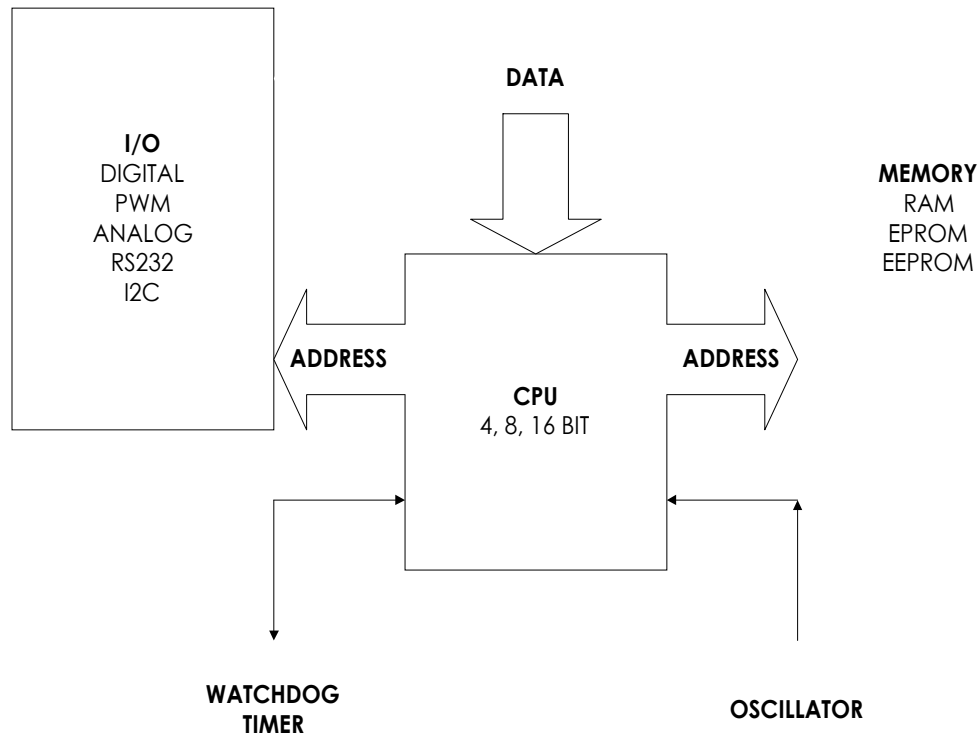 DATA
I/O
DIGITAL
PWM
ANALOG
RS232
I2C
MEMORY
RAM
EPROM
EEPROM
ADDRESS
ADDRESS
CPU
4, 8, 16 BIT
WATCHDOG
TIMER
OSCILLATOR